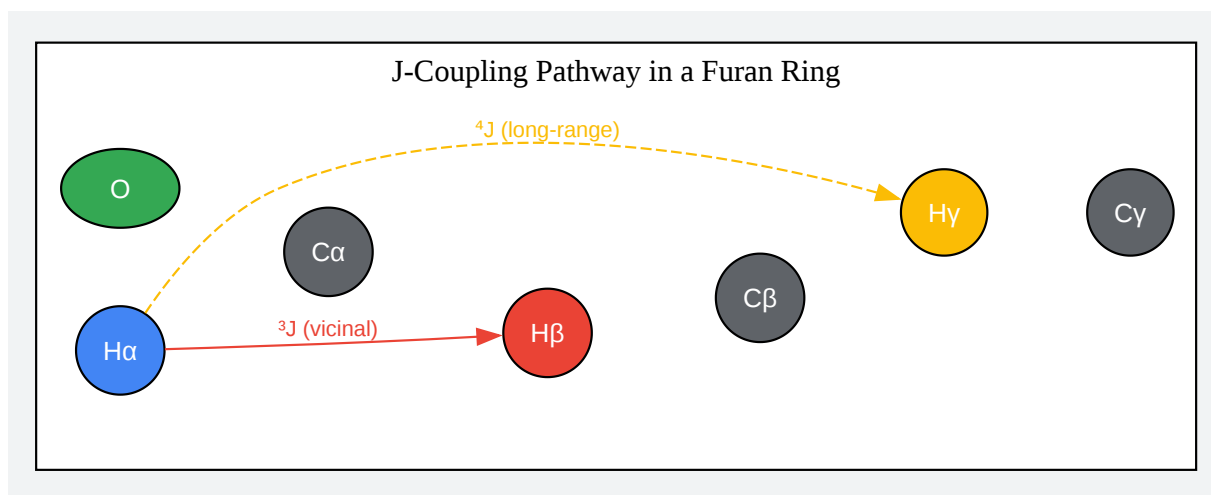 J-Coupling Pathway in a Furan Ring
⁴J (long-range)
O
Hγ
Cγ
Cα
Cβ
³J (vicinal)
Hα
Hβ